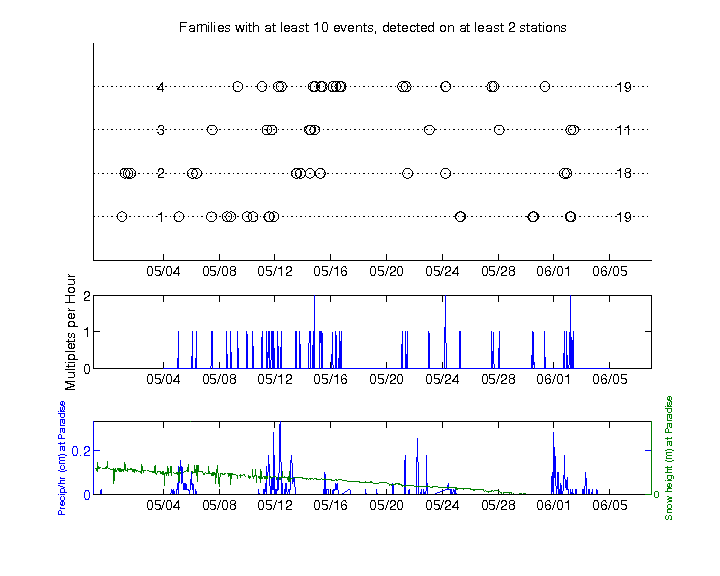 Families with at least 10 events, detected on at least 2 stations
4 19
3 11
2 18
1 19
05/04 05/08 05/12 05/16 05/20 05/24 05/28 06/01 06/05
Multiplets per Hour
2
1
0
05/04 05/08 05/12 05/16 05/20 05/24 05/28 06/01 06/05
Precip/hr (cm) at Paradise
0.2
0
Snow height (m) at Paradise
0
05/04 05/08 05/12 05/16 05/20 05/24 05/28 06/01 06/05